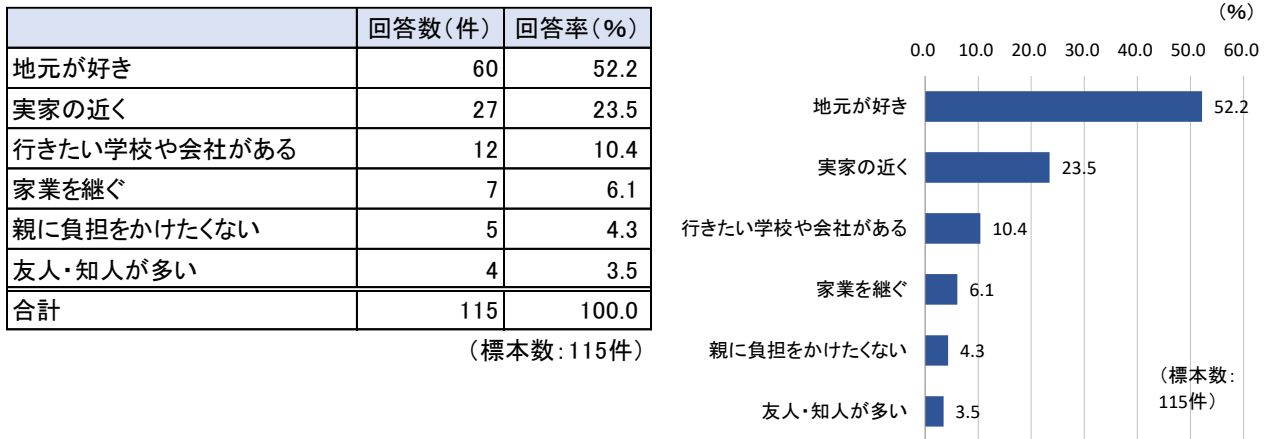 回答数（件） 回答率（％）
地元が好き 60 52.2
実家の近く 27 23.5
行きたい学校や会社がある 12 10.4
家業を継ぐ 7 6.1
親に負担をかけたくない 5 4.3
友人・知人が多い 4 3.5
合計 115 100.0
（標本数：115件）
（％）
0.0 10.0 20.0 30.0 40.0 50.0 60.0
地元が好き 52.2
実家の近く 23.5
行きたい学校や会社がある 10.4
家業を継ぐ 6.1
親に負担をかけたくない 4.3
友人・知人が多い 3.5
（標本数：
115件）